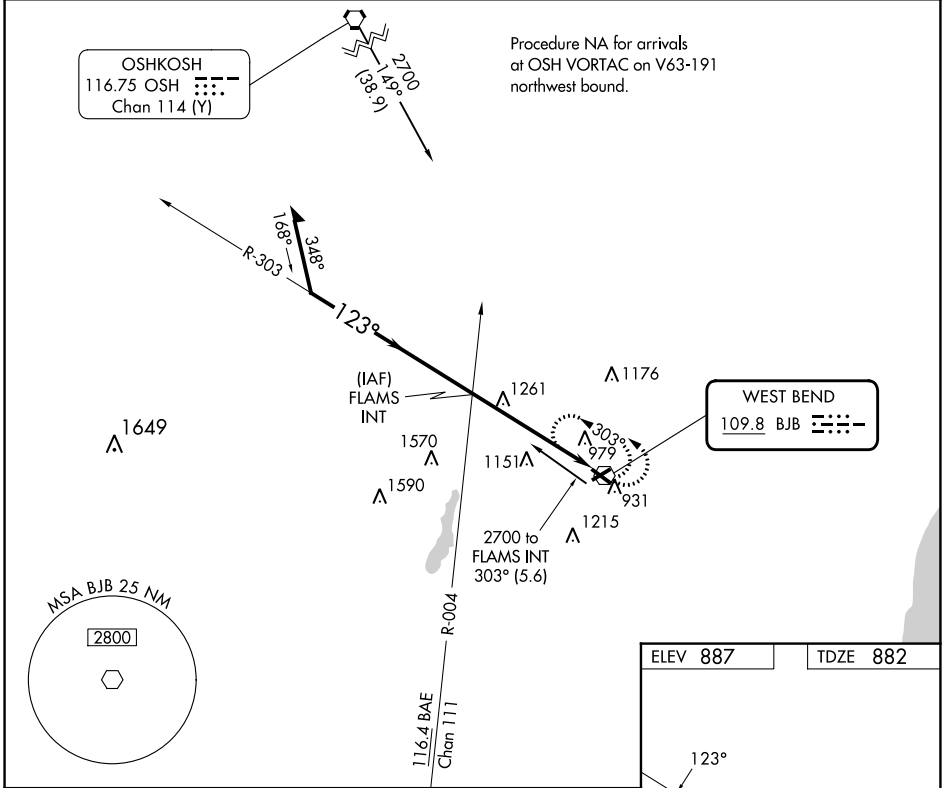 OSHKOSH
116.75 OSH
Chan 114 (Y)
2700
149°
(38.9)
Procedure NA for arrivals
at OSH VORTAC on V63-191
northwest bound.
R-303
168°
348°
123°
(IAF)
FLAMS
INT
1261
1176
WEST BEND
109.8 BJB
1649
1570
1590
1151
303°
979
931
1215
2700 to
FLAMS INT
303° (5.6)
MSA BJB 25 NM
2800
R-004
116.4 BAE
Chan 111
ELEV 887
TDZE 882
123°